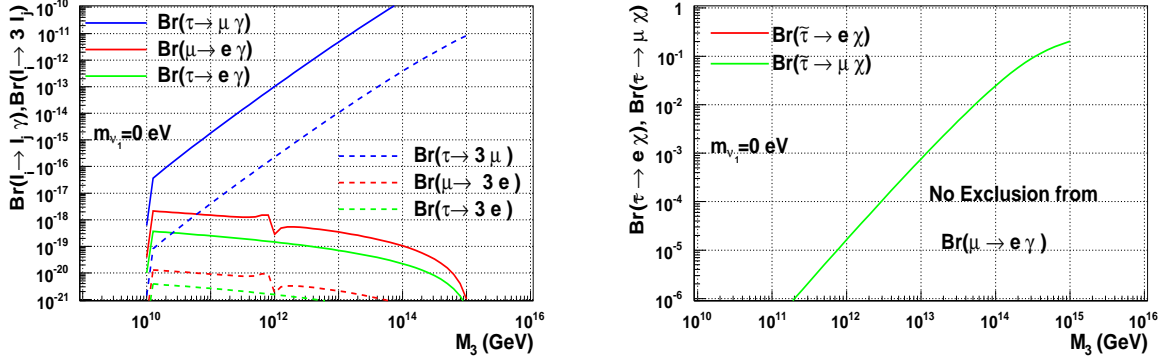 Br(l_i→ l_j γ),Br(l_i→ 3 l_j)
10^-10
10^-11
10^-12
10^-13
10^-14
10^-15
10^-16
10^-17
10^-18
10^-19
10^-20
10^-21
Br(τ→ μ γ)
Br(μ→ e γ)
Br(τ→ e γ)
m_ν1=0 eV
Br(τ→ 3 μ)
Br(μ→ 3 e)
Br(τ→ 3 e)
10^10
10^12
10^14
10^16
M_3 (GeV)
Br(τ̃ → e χ), Br(τ̃ → μ χ)
1
10^-1
10^-2
10^-3
10^-4
10^-5
10^-6
Br(τ̃ → e χ)
Br(τ̃ → μ χ)
m_ν1=0 eV
No Exclusion from
Br(μ → e γ )
10^10
10^11
10^12
10^13
10^14
10^15
10^16
M_3 (GeV)